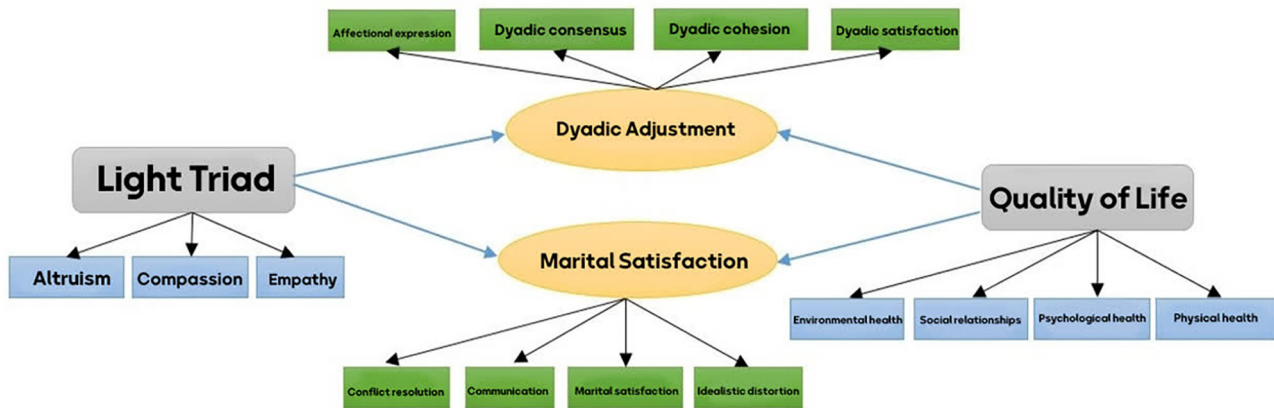 Affectional expression
Dyadic consensus
Dyadic cohesion
Dyadic satisfaction
Dyadic Adjustment
Light Triad
Quality of Life
Altruism
Compassion
Empathy
Marital Satisfaction
Environmental health
Social relationships
Psychological health
Physical health
Conflict resolution
Communication
Marital satisfaction
Idealistic distortion